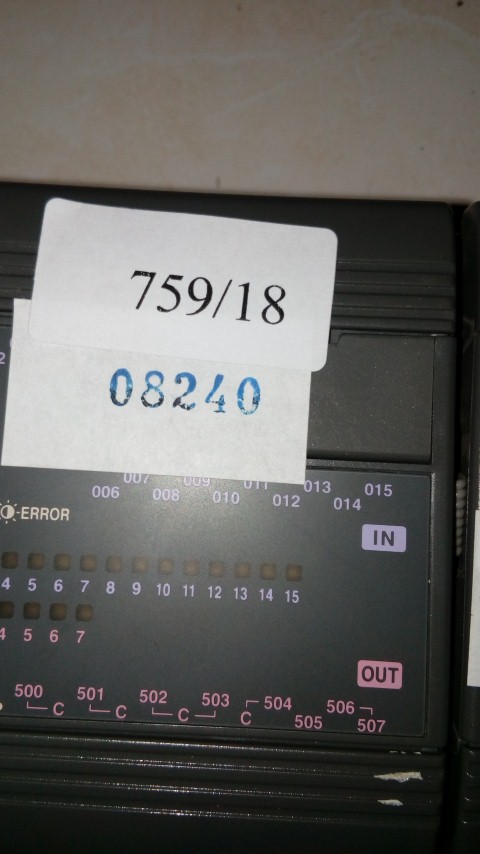 759/18
08240
2
007 009 011 013 015
006 008 010 012 014
-ERROR
IN
4 5 6 7 8 9 10 11 12 13 14 15
4 5 6 7
OUT
500 501 502 503 504 506
C C C C 505 507